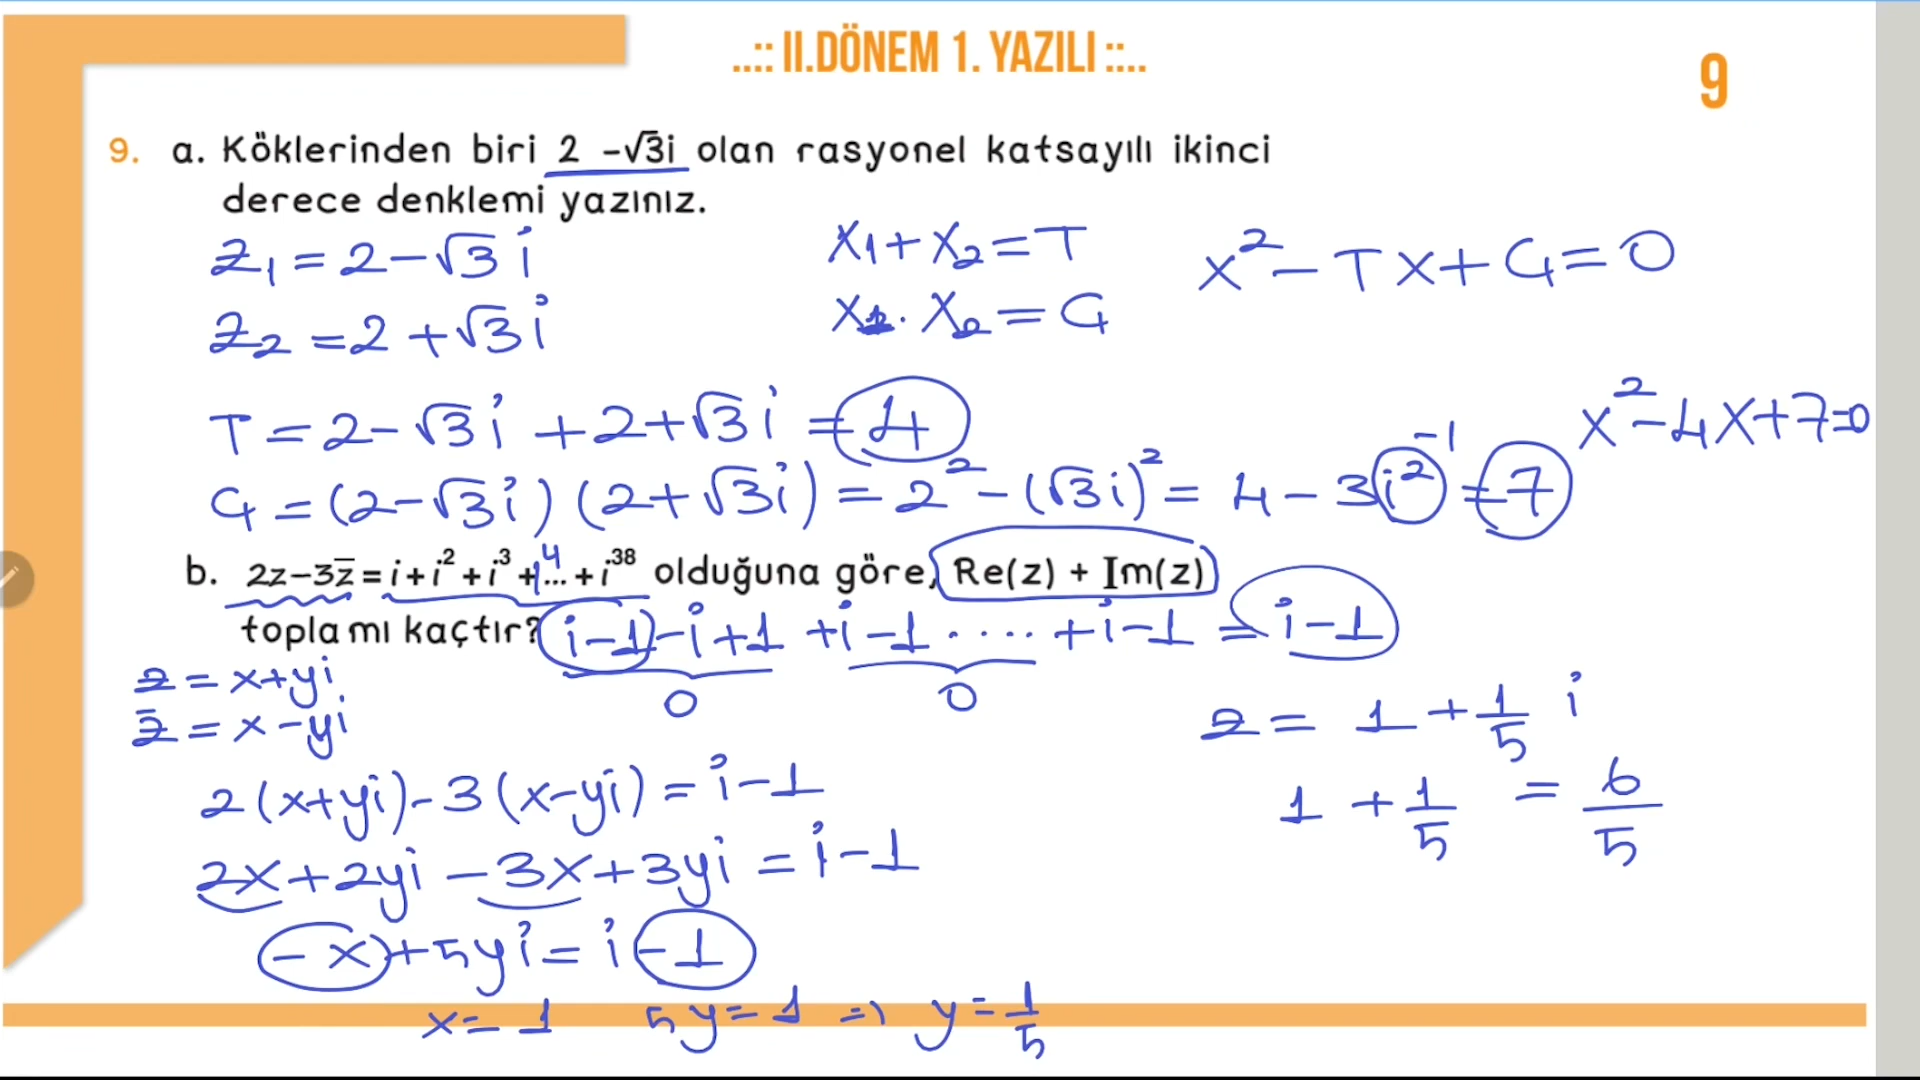 ..:: II.DÖNEM 1. YAZILI ::..
9
9. a. Köklerinden biri 2 -√3i olan rasyonel katsayılı ikinci
derece denklemi yazınız.
z₁ = 2-√3 i
z₂ = 2 +√3 i
x₁+x₂=T
x₁. x₂ = Ç
x²- Tx+Ç=0
T = 2-√3 i +2+√3 i = 4
Ç = (2-√3i) (2+√3i) = 2² - (√3i)² = 4 - 3i² = 7
-1
x²-4x+7=0
b. 2z-3z̅ = i+i²+i³+i⁴...+i³⁸ olduğuna göre, Re(z) + Im(z)
toplamı kaçtır?
i-1-i+1 +i-1 ..... +i-1 = i-1
0 0
z = x+yi
z̅ = x-yi
2(x+yi)-3(x-yi) = i-1
2x+2yi -3x+3yi = i-1
-x+5yi = i-1
x= 1 5y=1 ⇒ y=1/5
z = 1+1/5 i
1 + 1/5 = 6/5